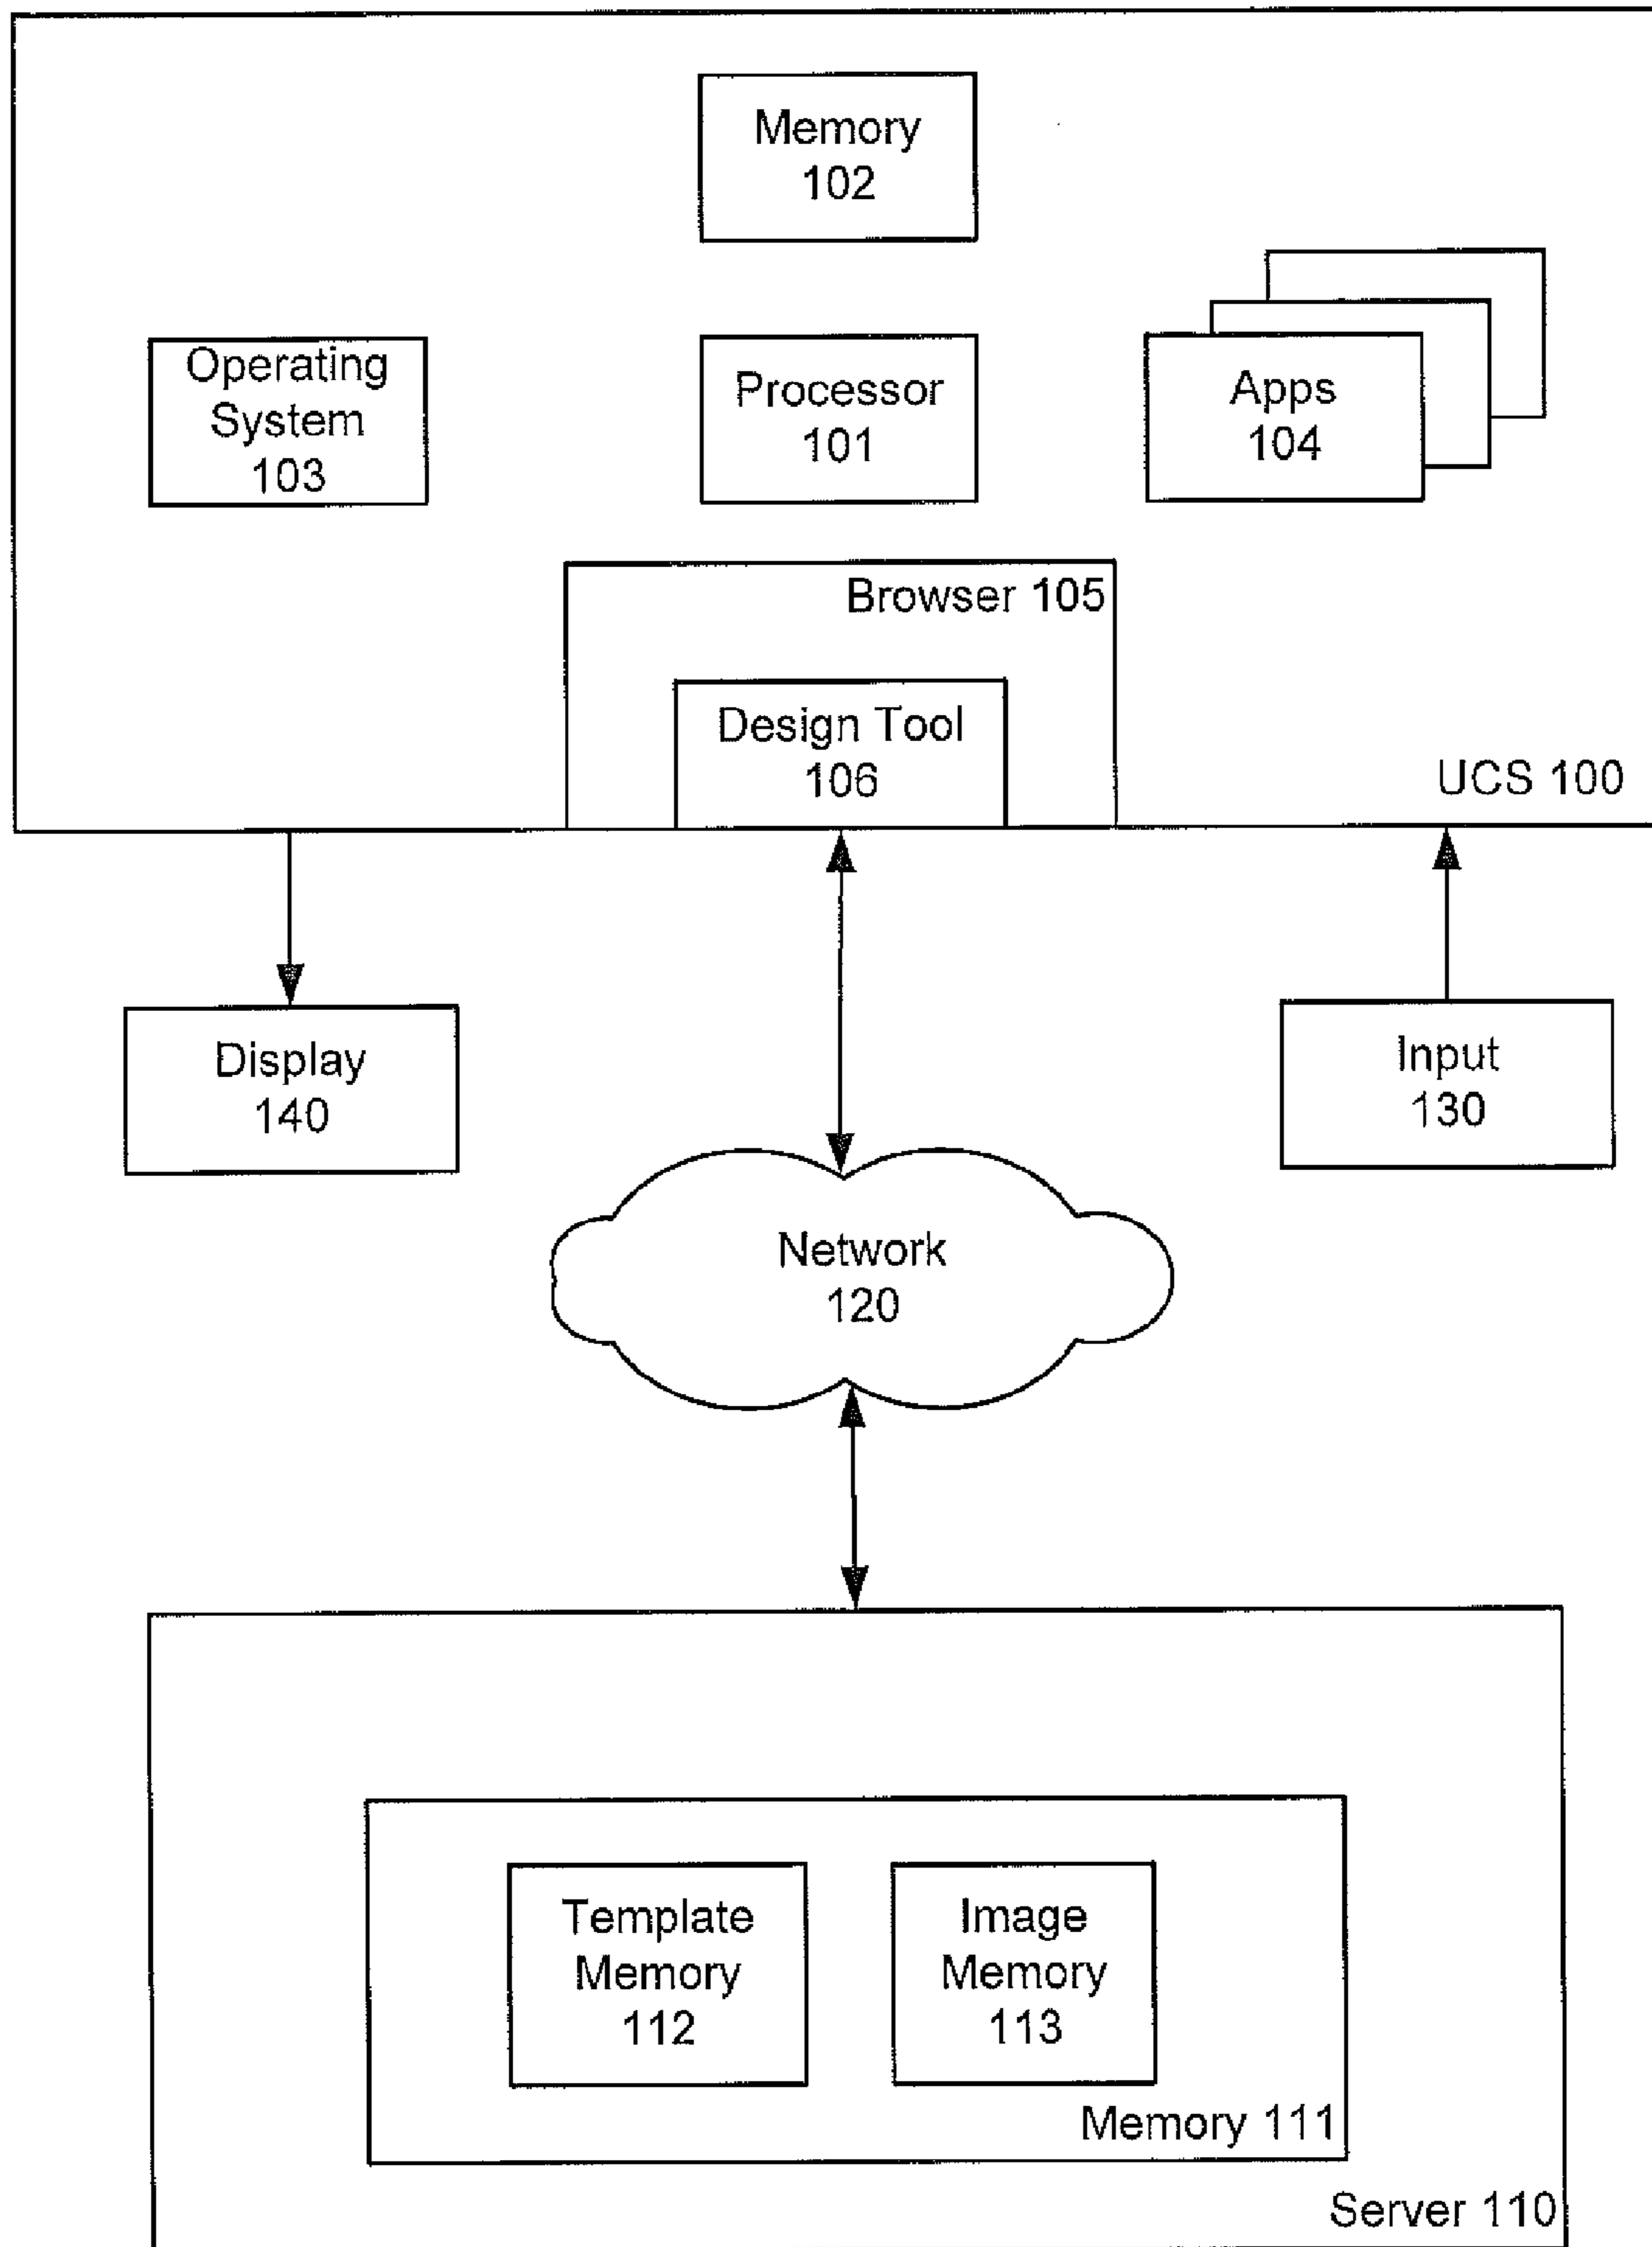 Memory
102
Operating
System
103
Processor
101
Apps
104
Browser 105
Design Tool
106
UCS 100
Display
140
Input
130
Network
120
Template
Memory
112
Image
Memory
113
Memory 111
Server 110